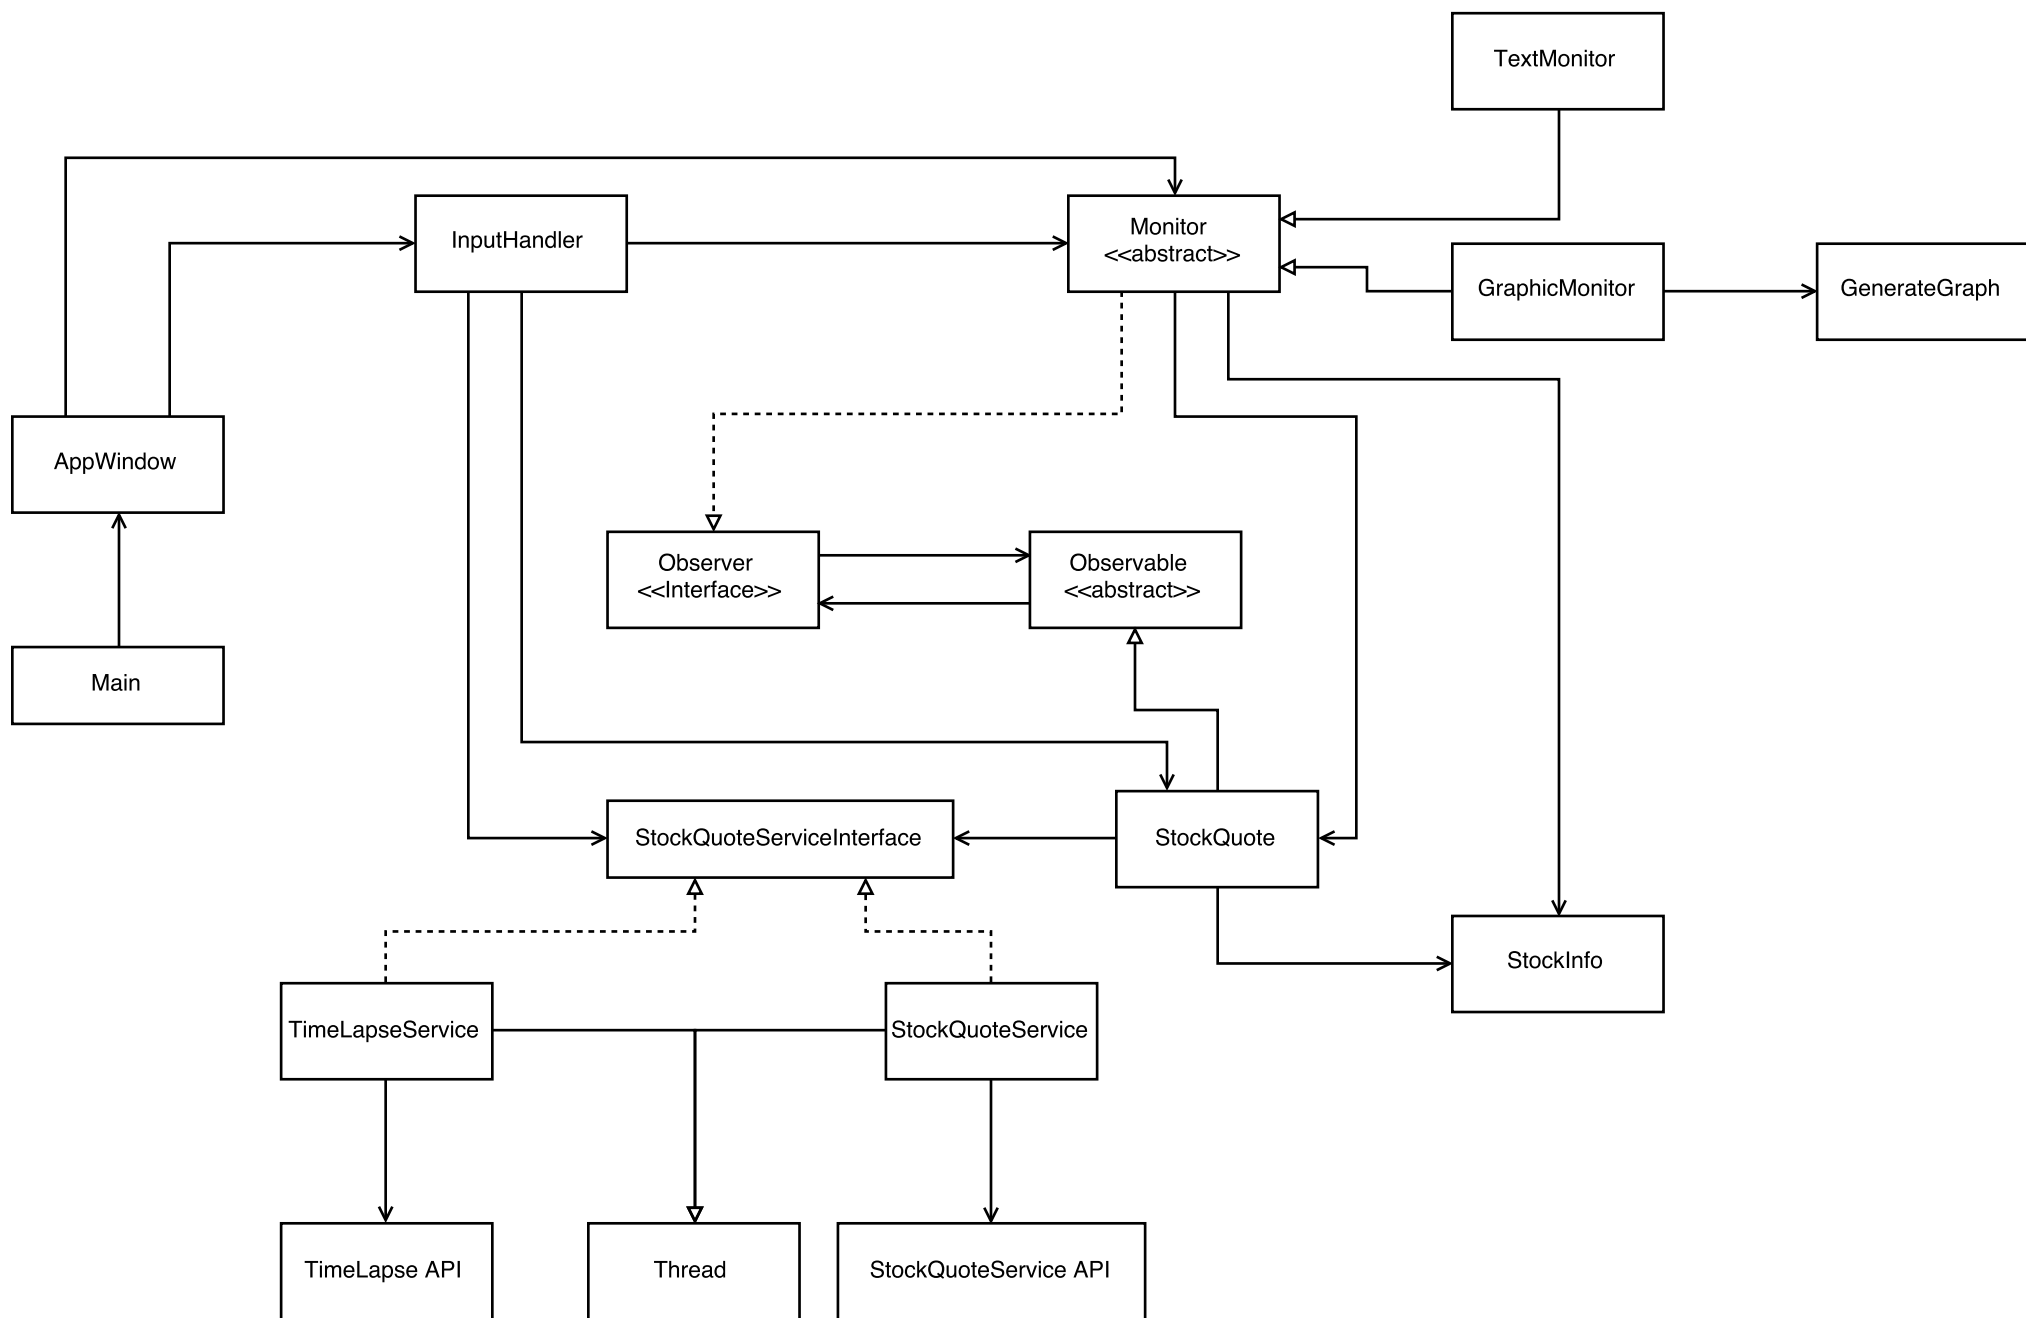 TextMonitor
InputHandler
Monitor
<<abstract>>
GraphicMonitor
GenerateGraph
AppWindow
Observer
<<Interface>>
Observable
<<abstract>>
Main
StockQuoteServiceInterface
StockQuote
StockInfo
TimeLapseService
StockQuoteService
TimeLapse API
Thread
StockQuoteService API